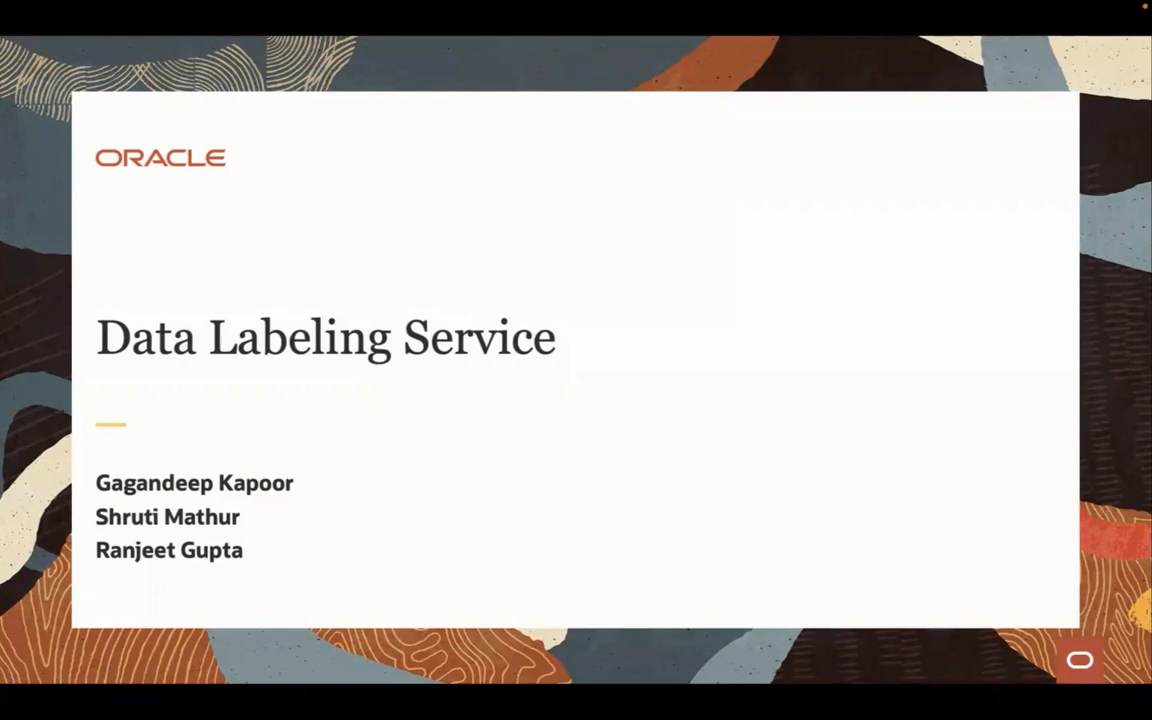 ORACLE
Data Labeling Service
Gagandeep Kapoor
Shruti Mathur
Ranjeet Gupta